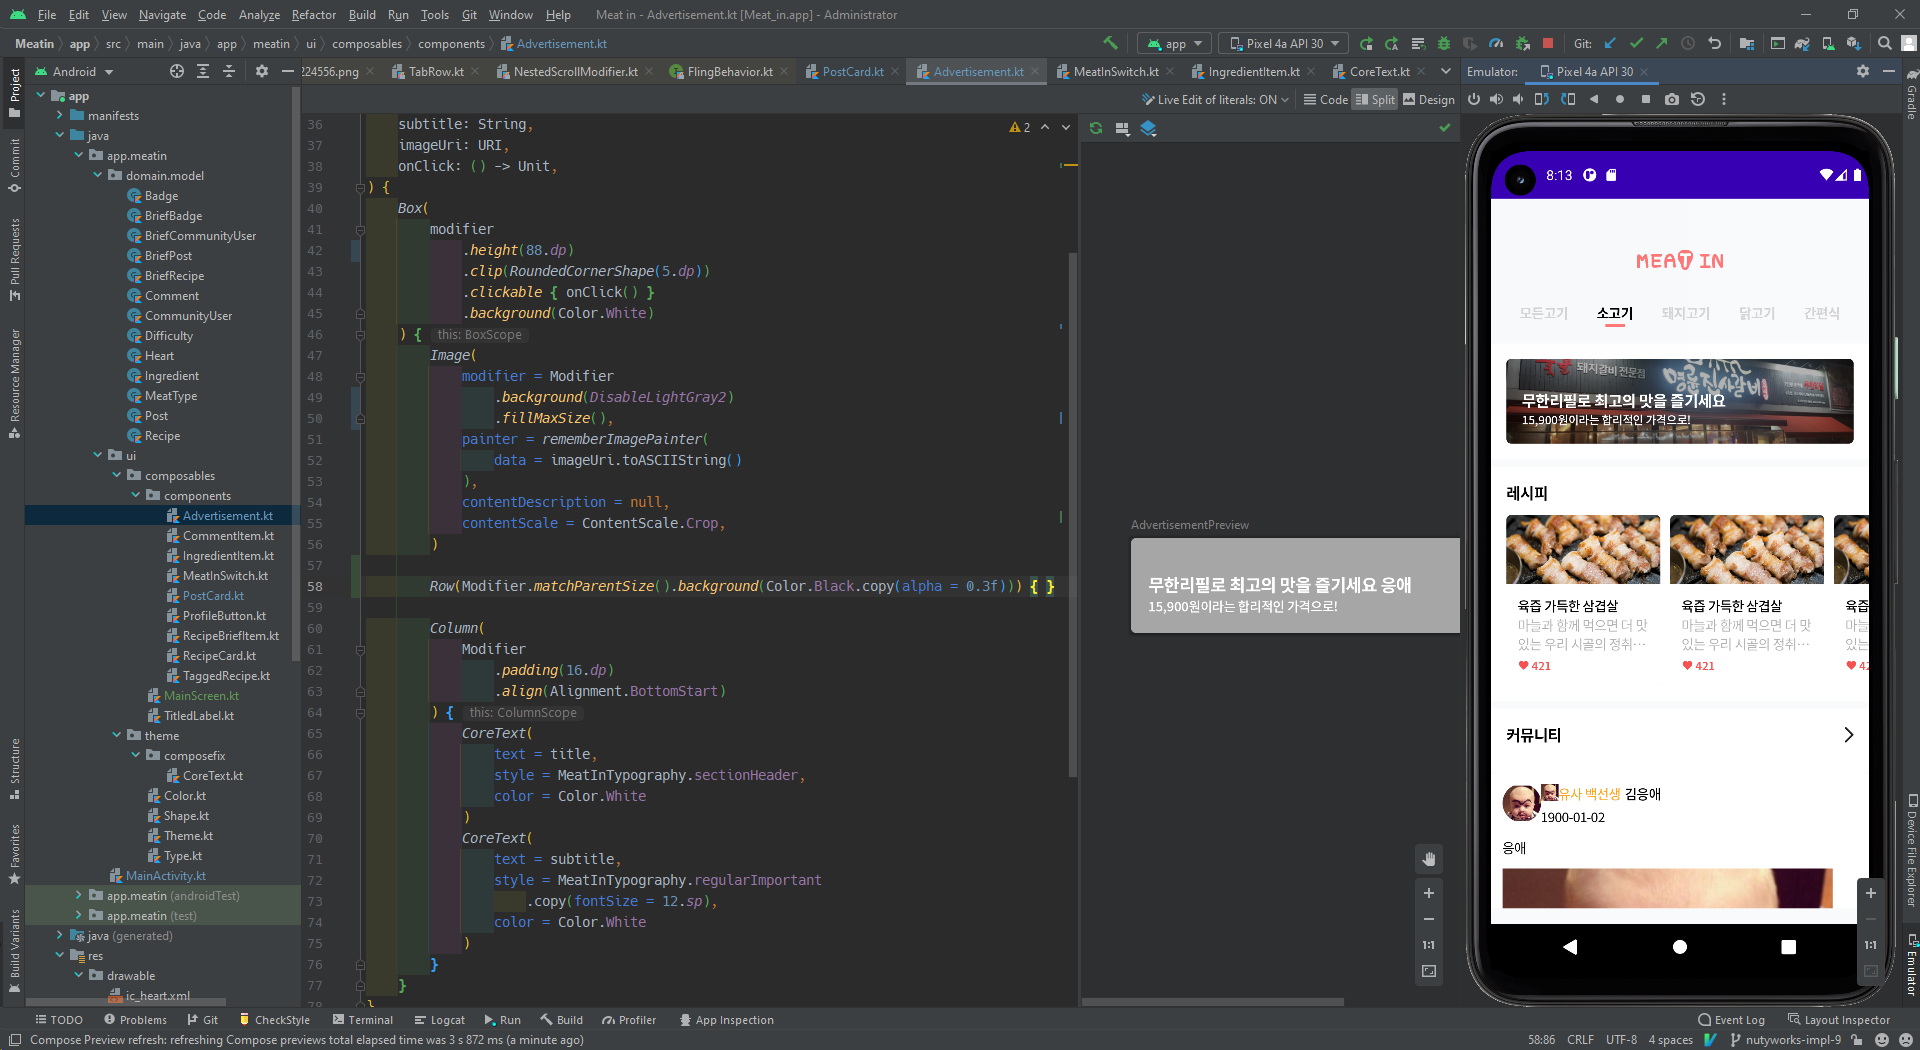 File Edit View Navigate Code Analyze Refactor Build Run Tools Git Window Help Meat in - Advertisement.kt [Meat_in.app] - Administrator
Meatin app src main java app meatin ui composables components Advertisement.kt
app Pixel 4a API 30 Git:
Android
224556.png TabRow.kt NestedScrollModifier.kt FlingBehavior.kt PostCard.kt Advertisement.kt MeatInSwitch.kt IngredientItem.kt CoreText.kt
Emulator: Pixel 4a API 30
Live Edit of literals: ON Code Split Design
Project
Commit
Pull Requests
Resource Manager
Structure
Favorites
Build Variants
app
manifests
java
app.meatin
domain.model
Badge
BriefBadge
BriefCommunityUser
BriefPost
BriefRecipe
Comment
CommunityUser
Difficulty
Heart
Ingredient
MeatType
Post
Recipe
ui
composables
components
Advertisement.kt
CommentItem.kt
IngredientItem.kt
MeatInSwitch.kt
PostCard.kt
ProfileButton.kt
RecipeBriefItem.kt
RecipeCard.kt
TaggedRecipe.kt
MainScreen.kt
TitledLabel.kt
theme
composefix
CoreText.kt
Color.kt
Shape.kt
Theme.kt
Type.kt
MainActivity.kt
app.meatin (androidTest)
app.meatin (test)
java (generated)
res
drawable
ic_heart.xml
2
36 subtitle: String,
37 imageUri: URI,
38 onClick: () -> Unit,
39 ) {
40 Box(
41 modifier
42 .height(88.dp)
43 .clip(RoundedCornerShape(5.dp))
44 .clickable { onClick() }
45 .background(Color.White)
46 ) { this: BoxScope
47 Image(
48 modifier = Modifier
49 .background(DisableLightGray2)
50 .fillMaxSize(),
51 painter = rememberImagePainter(
52 data = imageUri.toASCIIString()
53 ),
54 contentDescription = null,
55 contentScale = ContentScale.Crop,
56 )
57
58 Row(Modifier.matchParentSize().background(Color.Black.copy(alpha = 0.3f))) { }
59
60 Column(
61 Modifier
62 .padding(16.dp)
63 .align(Alignment.BottomStart)
64 ) { this: ColumnScope
65 CoreText(
66 text = title,
67 style = MeatInTypography.sectionHeader,
68 color = Color.White
69 )
70 CoreText(
71 text = subtitle,
72 style = MeatInTypography.regularImportant
73 .copy(fontSize = 12.sp),
74 color = Color.White
75 )
76 }
77 }
78 }
AdvertisementPreview
무한리필로 최고의 맛을 즐기세요 응애
15,900원이라는 합리적인 가격으로!
1:1
8:13
MEAT IN
모든고기 소고기 돼지고기 닭고기 간편식
돼지갈비전문점
명륜진사갈비
무한리필로 최고의 맛을 즐기세요
15,900원이라는 합리적인 가격으로!
레시피
육즙 가득한 삼겹살 육즙 가득한 삼겹살 육즙
마늘과 함께 먹으면 더 맛 마늘과 함께 먹으면 더 맛 마늘
있는 우리 시골의 정취… 있는 우리 시골의 정취… 있는
421 421 42
커뮤니티
유사 백선생 김응애
1900-01-02
응애
1:1
Gradle
Device File Explorer
Emulator
TODO Problems Git CheckStyle Terminal Logcat Run Build Profiler App Inspection Event Log Layout Inspector
Compose Preview refresh: refreshing Compose previews total elapsed time was 3 s 872 ms (a minute ago) 58:86 CRLF UTF-8 4 spaces nutyworks-impl-9